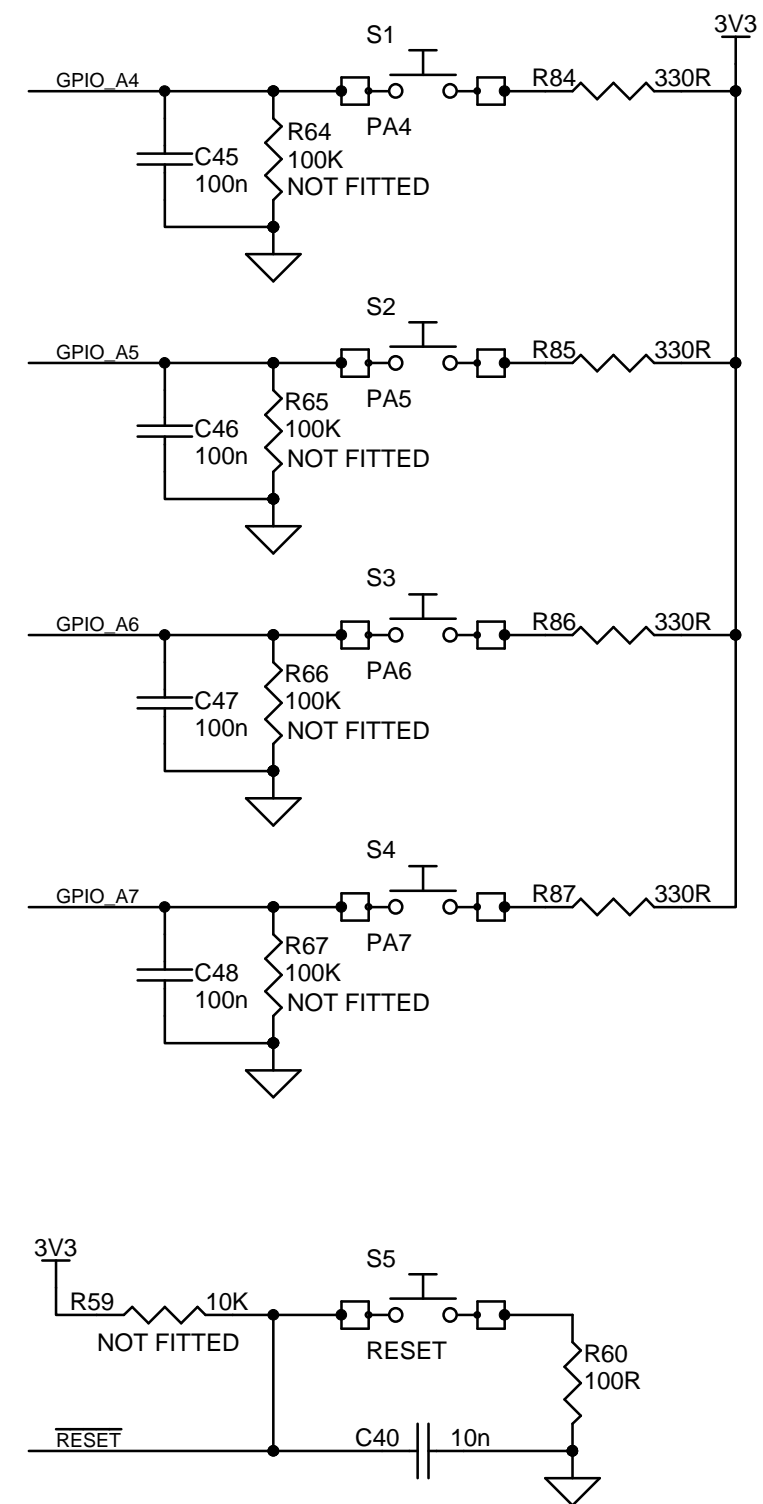 3V3
S1
GPIO_A4
R84 330R
R64
PA4
C45 100K
100n NOT FITTED
S2
GPIO_A5
R85 330R
R65
PA5
C46 100K
100n NOT FITTED
S3
GPIO_A6
R86 330R
R66
PA6
C47 100K
100n NOT FITTED
S4
GPIO_A7
R87 330R
R67
PA7
C48 100K
100n NOT FITTED
3V3
S5
R59 10K
NOT FITTED
RESET
R60
100R
RESET
C40 10n